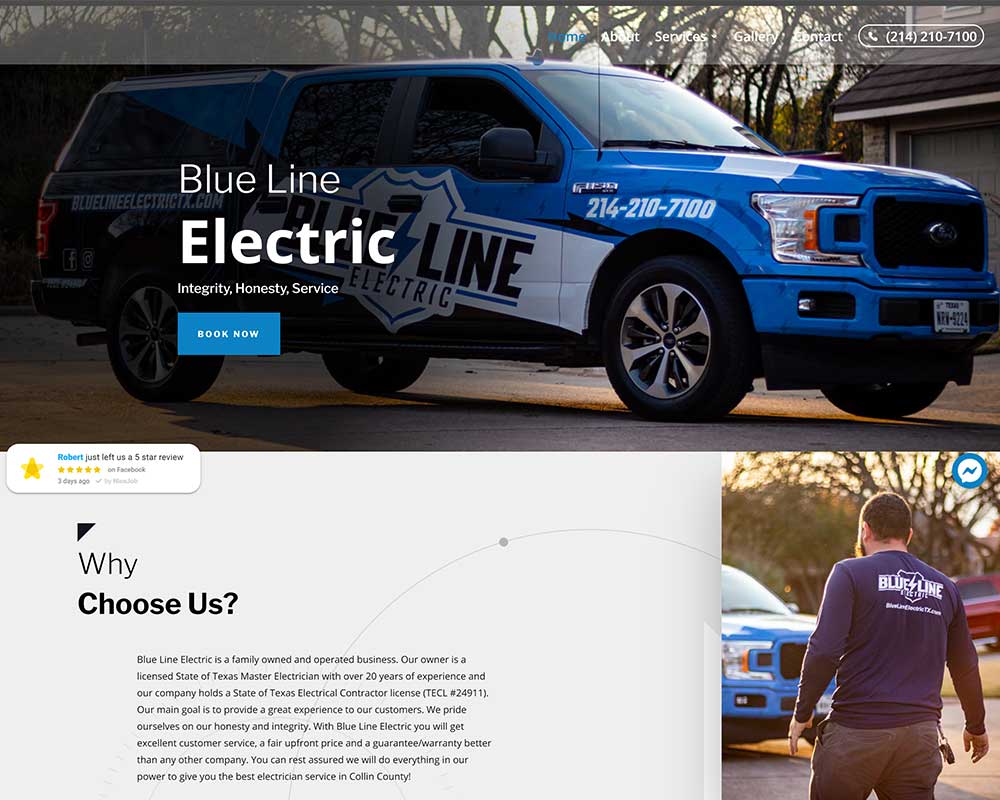 Home About Services Gallery Contact (214) 210-7100
Blue Line
Electric
Integrity, Honesty, Service
BOOK NOW
BLUELINEELECTRICTX.COM
BLUE LINE
ELECTRIC
214-210-7100
TEXAS
NRW-9224
Robert just left us a 5 star review
on Facebook
3 days ago by NiceJob
Why
Choose Us?
Blue Line Electric is a family owned and operated business. Our owner is a
licensed State of Texas Master Electrician with over 20 years of experience and
our company holds a State of Texas Electrical Contractor license (TECL #24911).
Our main goal is to provide a great experience to our customers. We pride
ourselves on our honesty and integrity. With Blue Line Electric you will get
excellent customer service, a fair upfront price and a guarantee/warranty better
than any other company. You can rest assured we will do everything in our
power to give you the best electrician service in Collin County!
BLUE LINE
ELECTRIC
BlueLineElectricTX.com